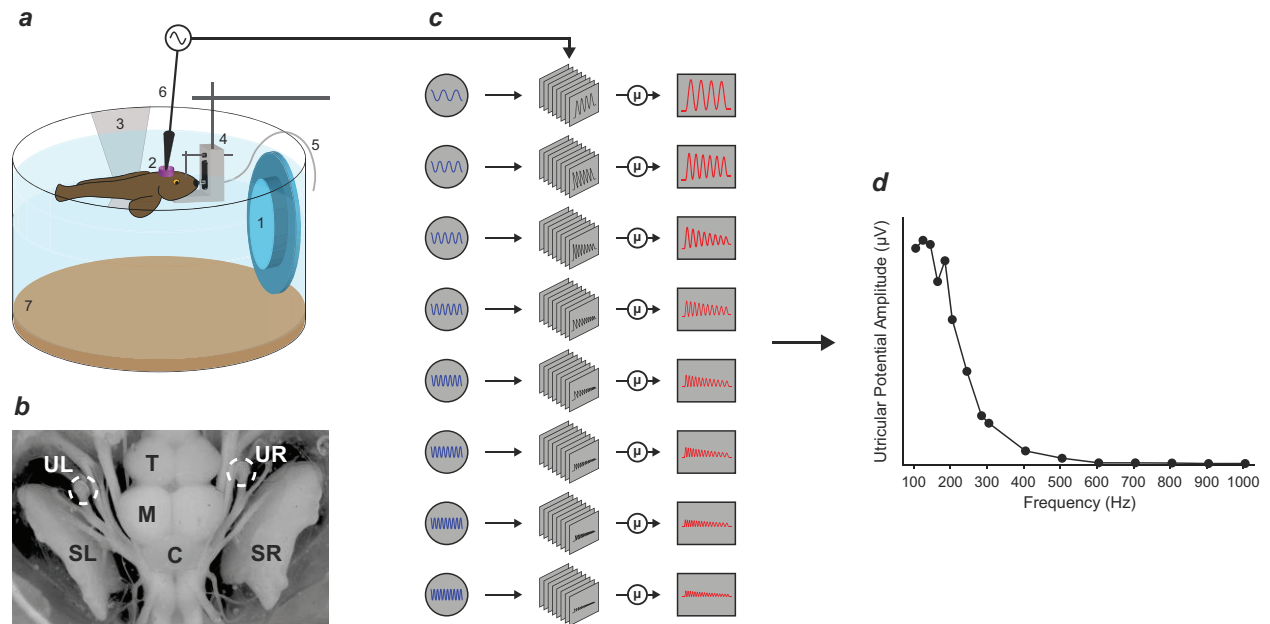 a
6
3
4
5
2
1
7
b
UL
UR
T
M
SL
C
SR
c
μ
μ
μ
μ
μ
μ
μ
μ
d
Utricular Potential Amplitude (μV)
100 200 300 400 500 600 700 800 900 1000
Frequency (Hz)